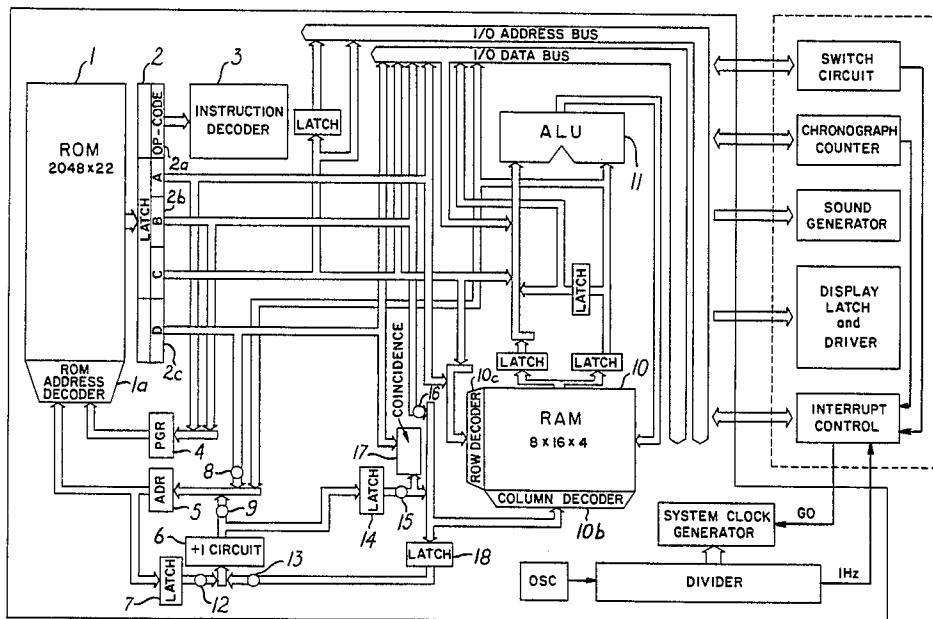 I/O ADDRESS BUS
I/O DATA BUS
1
2
3
ROM
2048×22
OP-CODE
2a
INSTRUCTION
DECODER
LATCH
LATCH
A
2b
B
C
D
2c
ROM
ADDRESS
DECODER
1a
PGR
4
ADR
5
8
9
6
+1 CIRCUIT
LATCH
7
12
13
ALU
11
LATCH
LATCH
LATCH
COINCIDENCE
16
17
LATCH
14
15
LATCH
18
10c
ROW DECODER
10
RAM
8×16×4
COLUMN DECODER
10b
SWITCH
CIRCUIT
CHRONOGRAPH
COUNTER
SOUND
GENERATOR
DISPLAY
LATCH
and
DRIVER
INTERRUPT
CONTROL
GO
SYSTEM CLOCK
GENERATOR
OSC
DIVIDER
1Hz